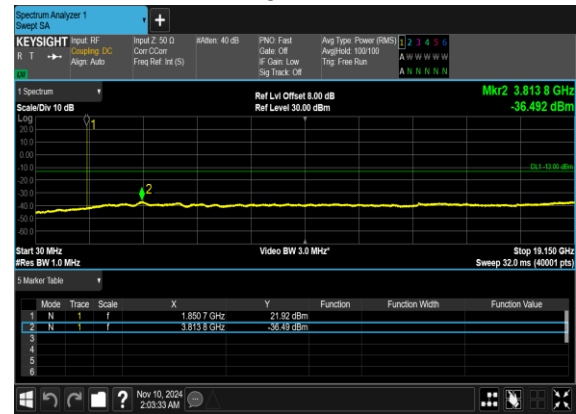 Spectrum Analyzer 1
Swept SA
+
KEYSIGHT Input: RF Input Z: 50 Ω #Atten: 40 dB PNO: Fast Avg Type: Power (RMS) 1 2 3 4 5 6
R T Coupling: DC Corr CCorr Gate: Off Avg|Hold: 100/100 A W W W W W
Align: Auto Freq Ref: Int (S) IF Gain: Low Trig: Free Run
Sig Track: Off A N N N N N
1 Spectrum
Ref Lvl Offset 8.00 dB Mkr2 3.813 8 GHz
Scale/Div 10 dB Ref Level 30.00 dBm -36.492 dBm
Log
20.0
10.0
0.00
-10.0
-20.0
-30.0
-40.0
-50.0
-60.0
1
2
CL1 -13.00 dBm
Start 30 MHz Video BW 3.0 MHz* Stop 19.150 GHz
#Res BW 1.0 MHz Sweep 32.0 ms (40001 pts)
5 Marker Table
Mode Trace Scale X Y Function Function Width Function Value
1 N 1 f 1.850 7 GHz 21.92 dBm
2 N 1 f 3.813 8 GHz -36.49 dBm
3
4
5
6
? Nov 10, 2024
2:03:33 AM